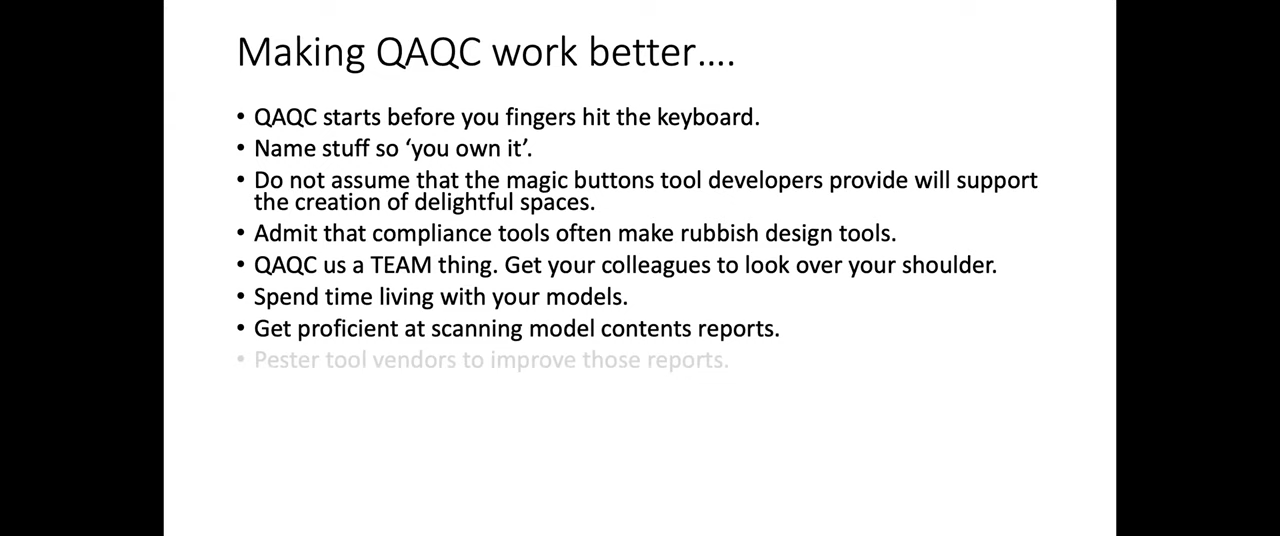 Making QAQC work better....
• QAQC starts before you fingers hit the keyboard.
• Name stuff so ‘you own it’.
• Do not assume that the magic buttons tool developers provide will support
the creation of delightful spaces.
• Admit that compliance tools often make rubbish design tools.
• QAQC us a TEAM thing. Get your colleagues to look over your shoulder.
• Spend time living with your models.
• Get proficient at scanning model contents reports.
• Pester tool vendors to improve those reports.